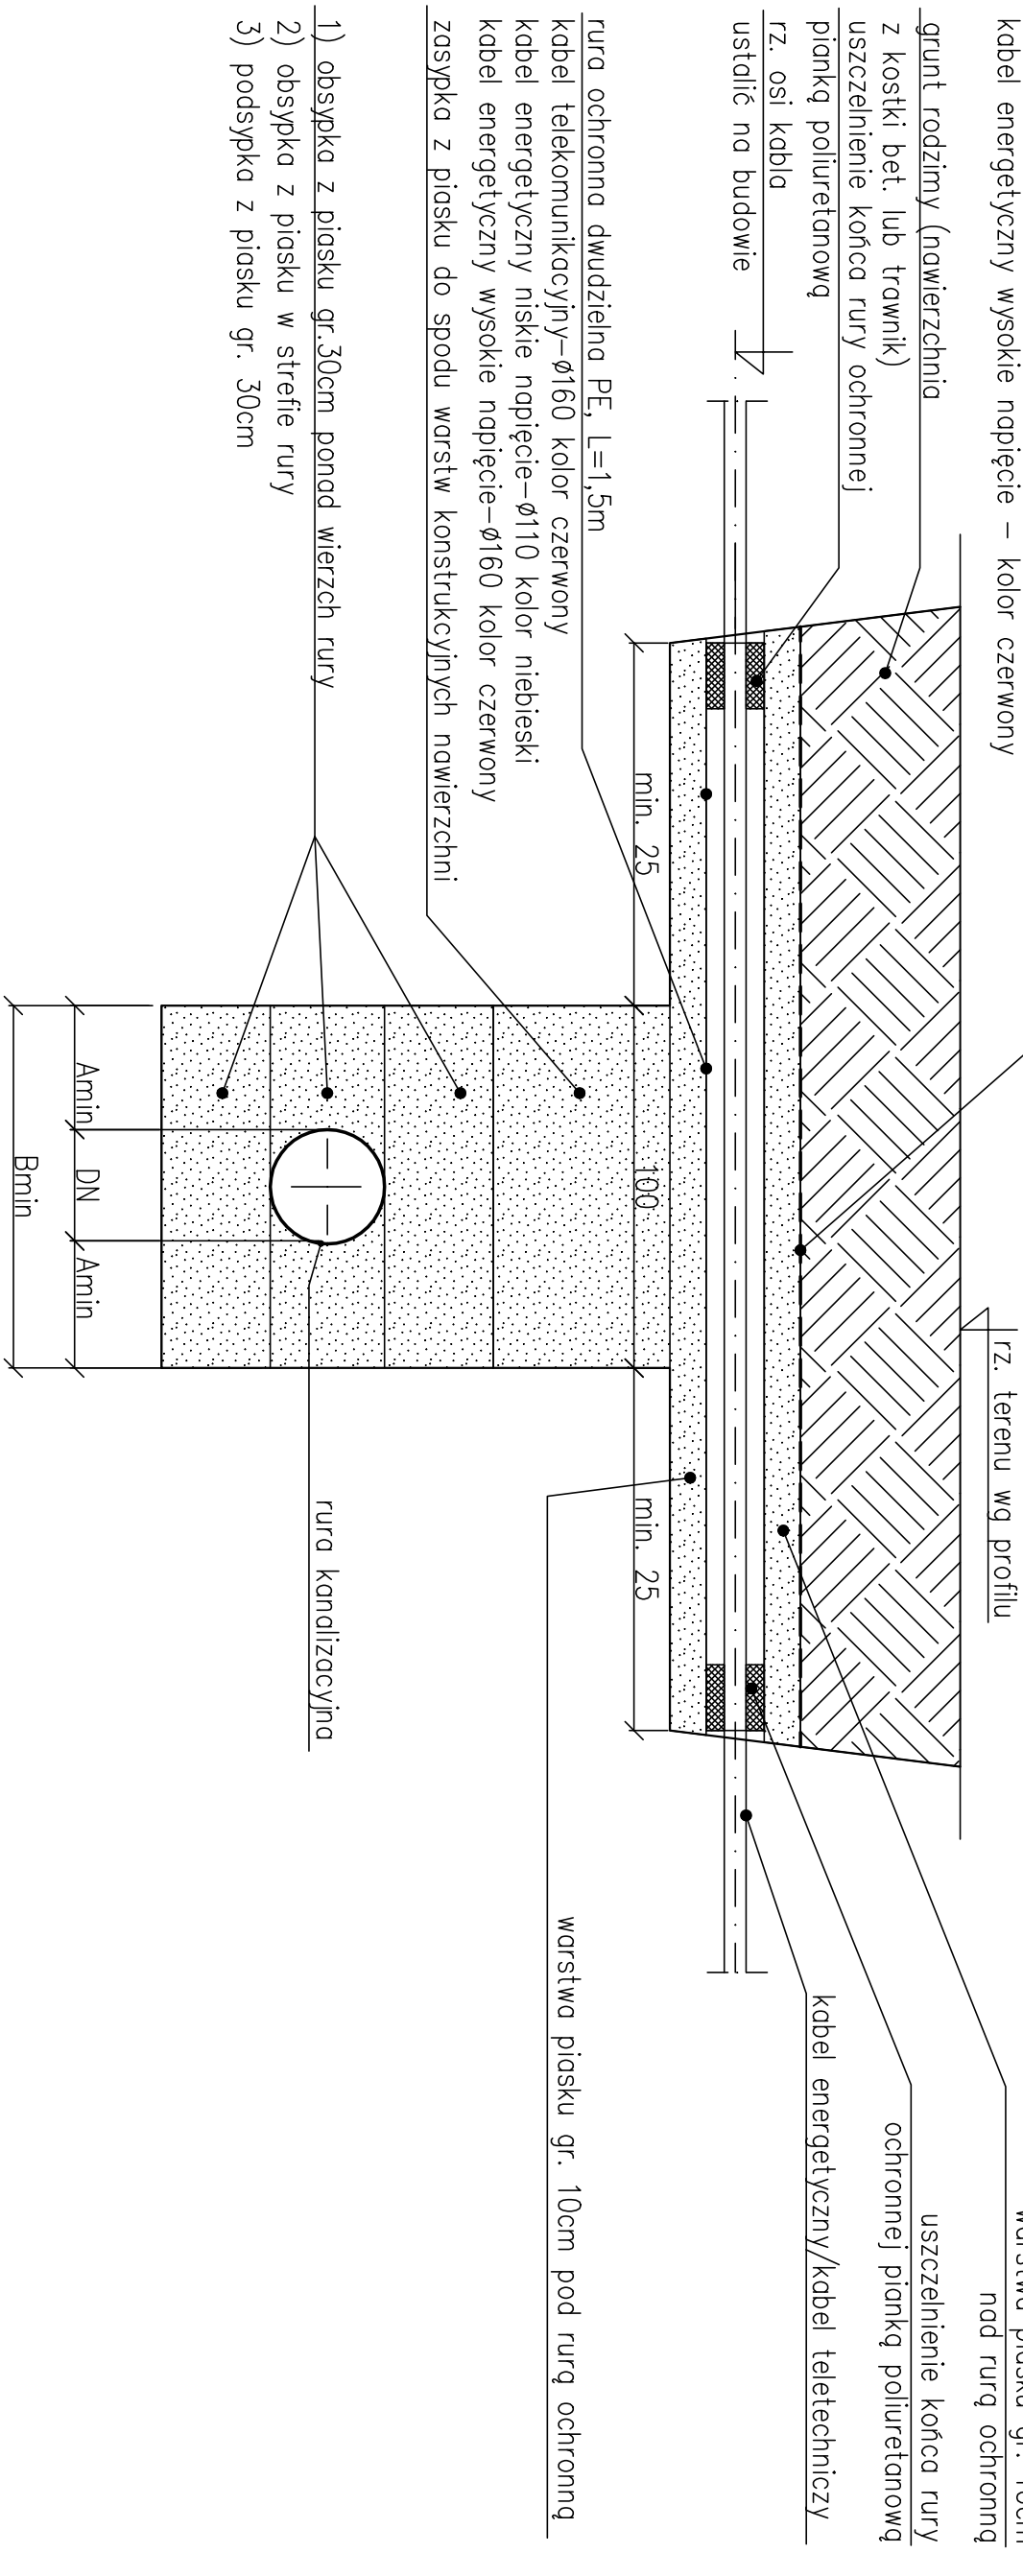 kabel energetyczny wysokie napięcie – kolor czerwony
grunt rodzimy (nawierzchnia
z kostki bet. lub trawnik)
uszczelnienie końca rury ochronnej
pianką poliuretanową
rz. osi kabla
ustalić na budowie
rura ochronna dwudzielna PE, L=1,5m
kabel telekomunikacyjny–ø160 kolor czerwony
kabel energetyczny niskie napięcie–ø110 kolor niebieski
kabel energetyczny wysokie napięcie–ø160 kolor czerwony
zasypka z piasku do spodu warstw konstrukcyjnych nawierzchni
1) obsypka z piasku gr.30cm ponad wierzch rury
2) obsypka z piasku w strefie rury
3) podsypka z piasku gr. 30cm
min. 25
100
min. 25
Amin
DN
Amin
Bmin
rz. terenu wg profilu
rura kanalizacyjna
warstwa piasku gr. 10cm
nad rurą ochronną
uszczelnienie końca rury
ochronnej pianką poliuretanową
kabel energetyczny/kabel teletechniczy
warstwa piasku gr. 10cm pod rurą ochronną